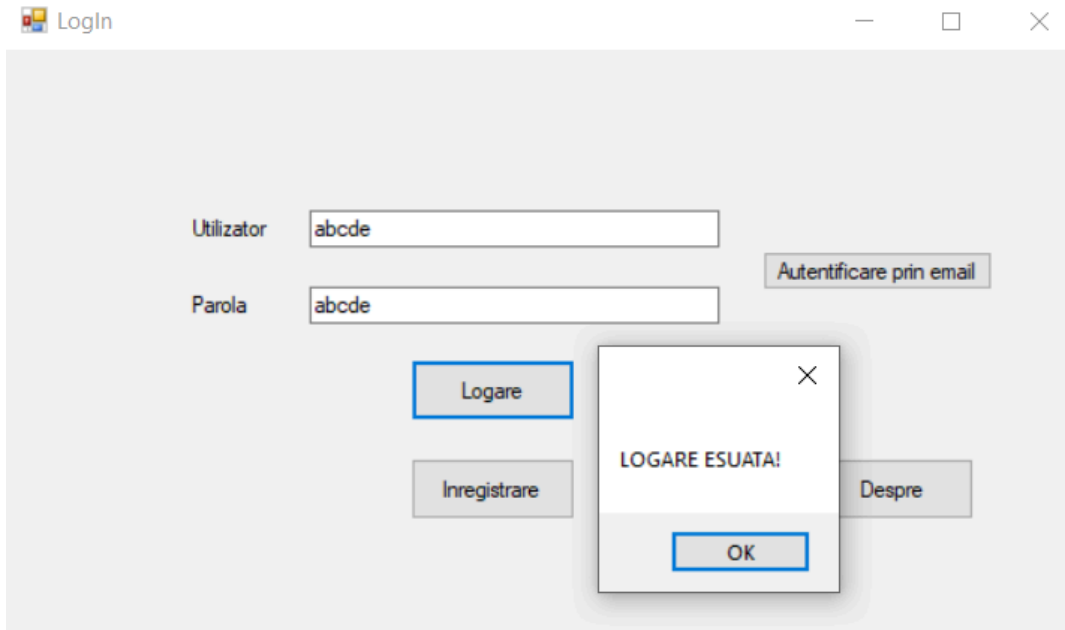 LogIn
Utilizator
abcde
Autentificare prin email
Parola
abcde
Logare
LOGARE ESUATA!
Inregistrare
Despre
OK